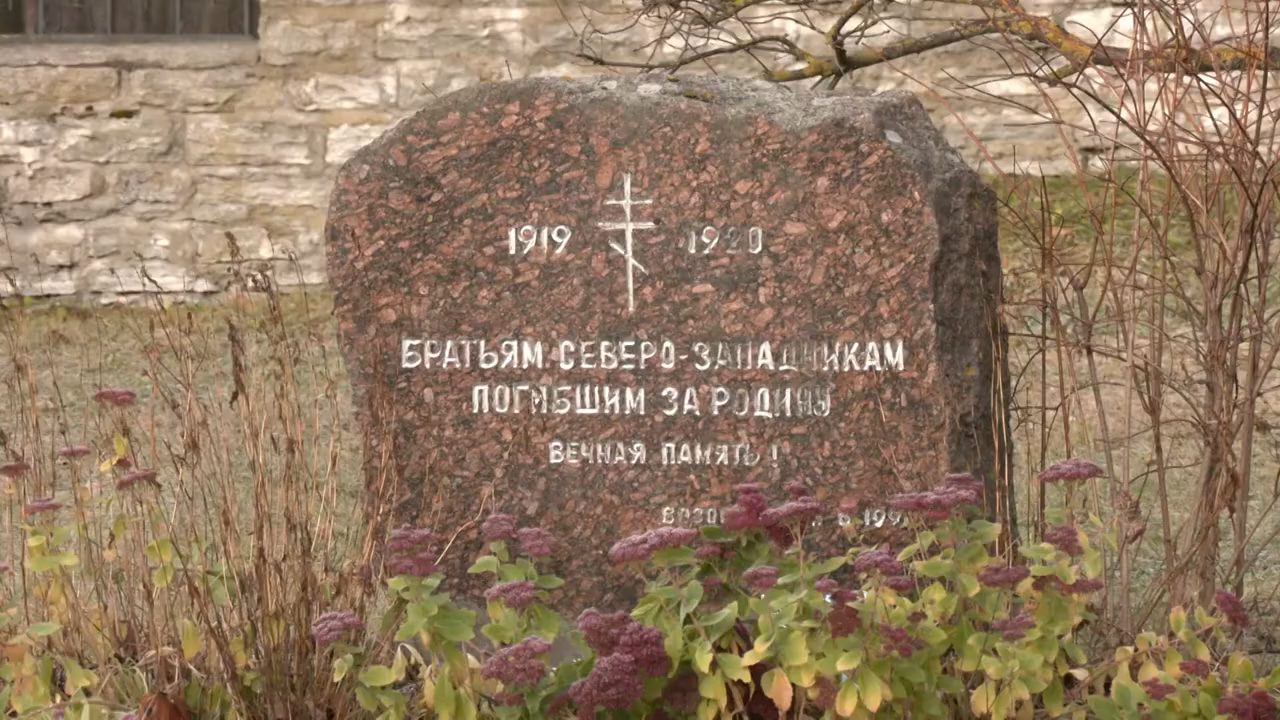 1919 1920
БРАТЬЯМ СЕВЕРО-ЗАПАДНИКАМ
ПОГИБШИМ ЗА РОДИНУ
ВЕЧНАЯ ПАМЯТЬ!
В